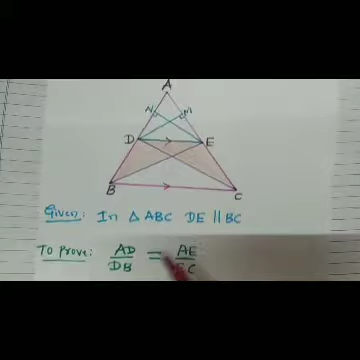 A
N M
D E
B C
Given: In △ ABC DE || BC
To Prove: AD/DB = AE/EC